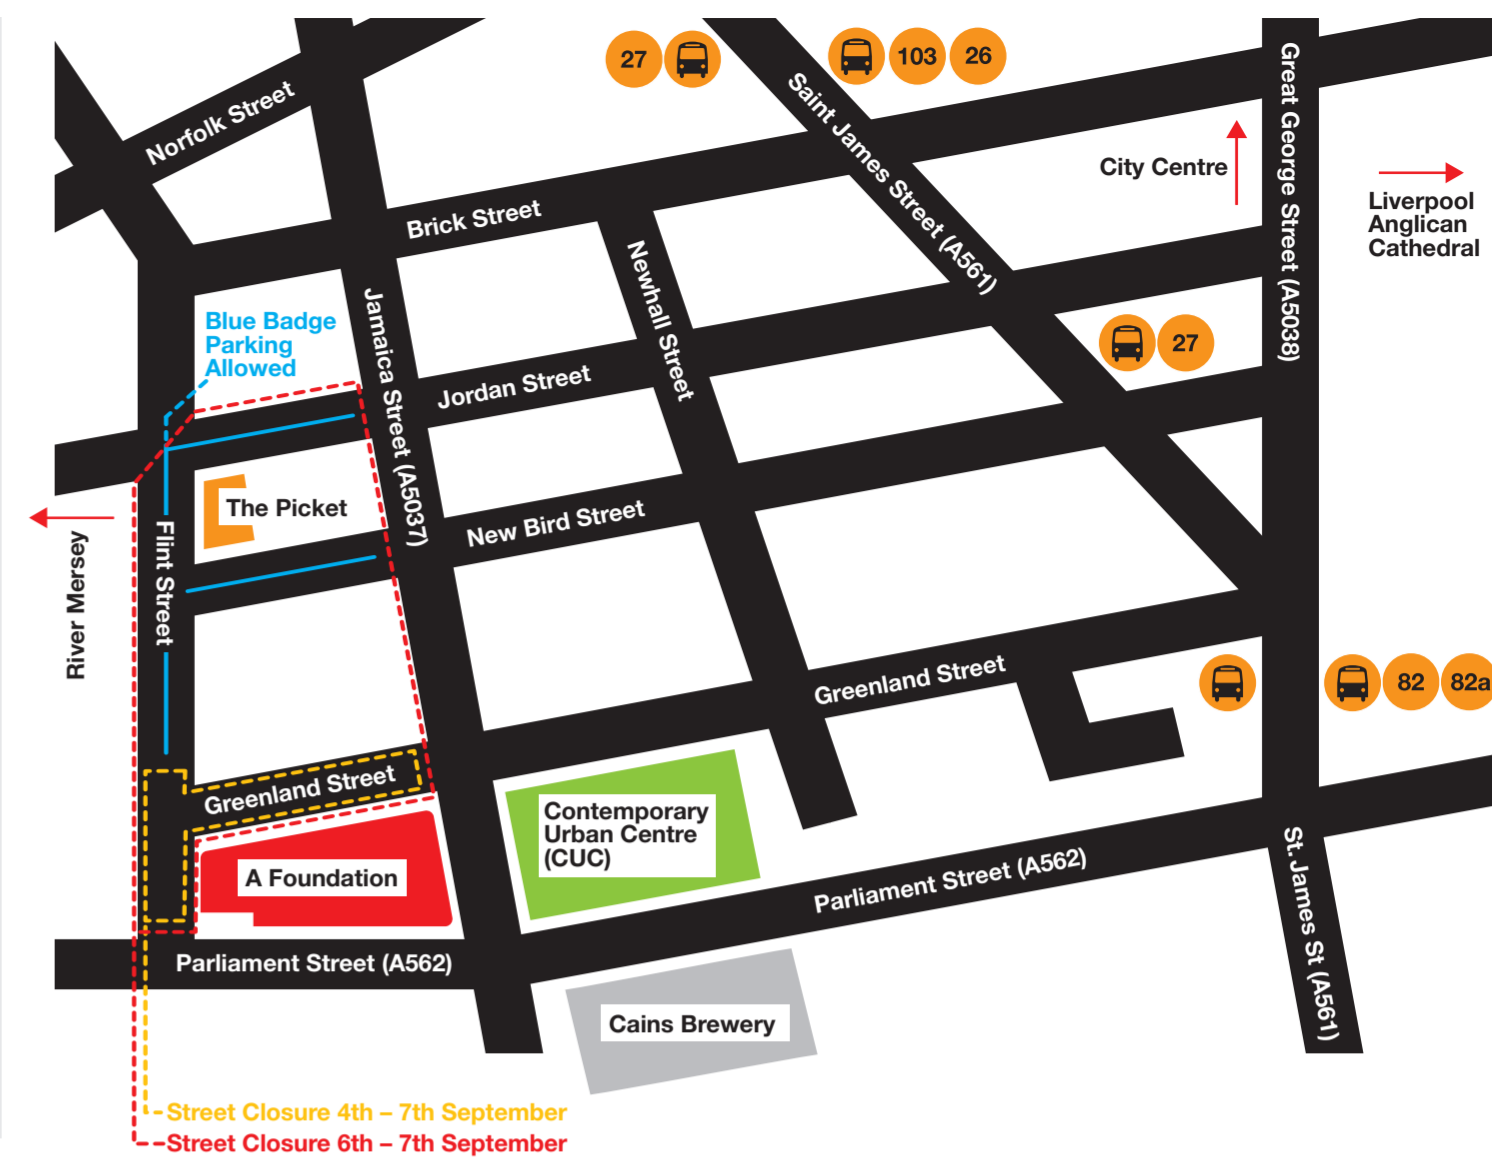 27
103
26
Norfolk Street
Saint James Street (A561)
Great George Street (A5038)
City Centre
Liverpool
Anglican
Cathedral
Brick Street
Newhall Street
Blue Badge
Parking
Allowed
Jamaica Street (A5037)
27
Jordan Street
The Picket
New Bird Street
Flint Street
River Mersey
Greenland Street
82
82a
Greenland Street
Contemporary
Urban Centre
(CUC)
A Foundation
Parliament Street (A562)
St. James St (A561)
Parliament Street (A562)
Cains Brewery
Street Closure 4th – 7th September
Street Closure 6th – 7th September